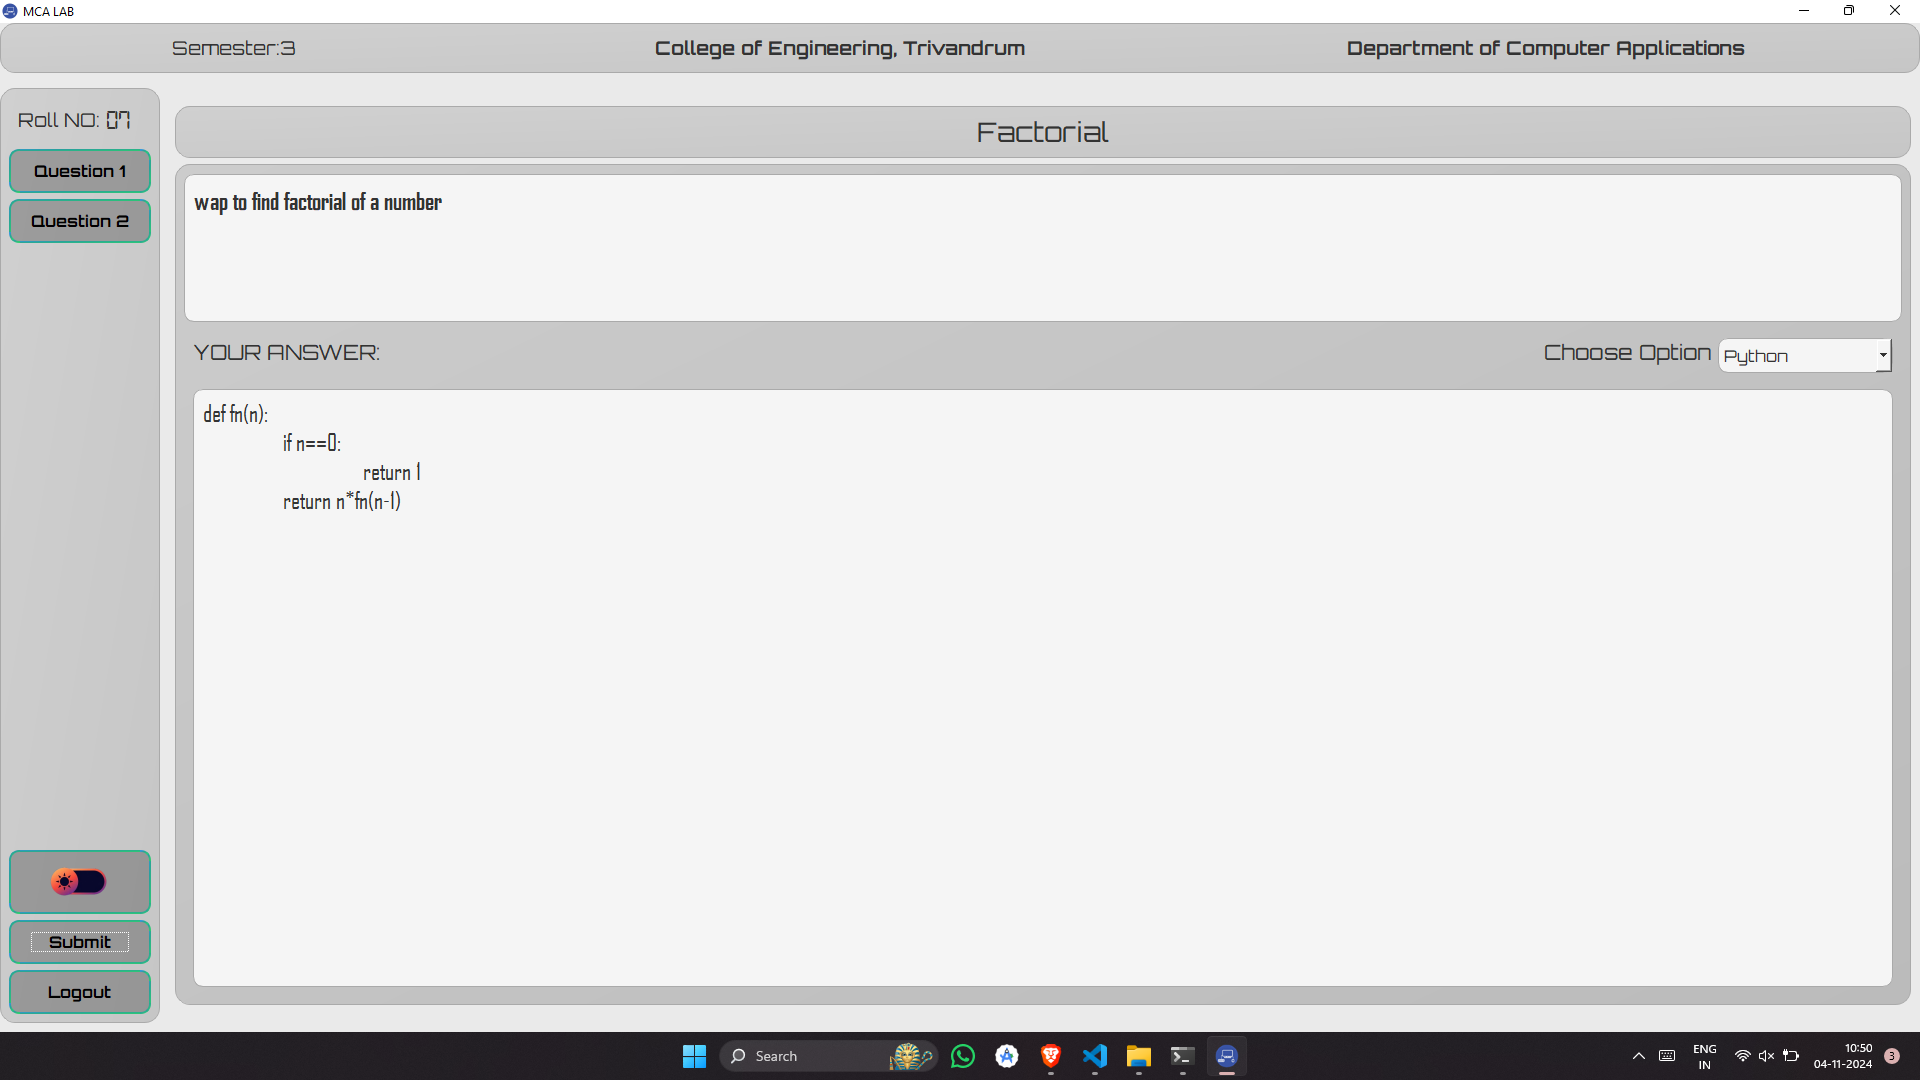 MCA LAB
Semester:3
College of Engineering, Trivandrum
Department of Computer Applications
Roll NO: 07
Question 1
Question 2
Submit
Logout
Factorial
wap to find factorial of a number
YOUR ANSWER:
Choose Option
Python
def fn(n):
if n==0:
return 1
return n*fn(n-1)
Search
ENG
IN
10:50
04-11-2024
3